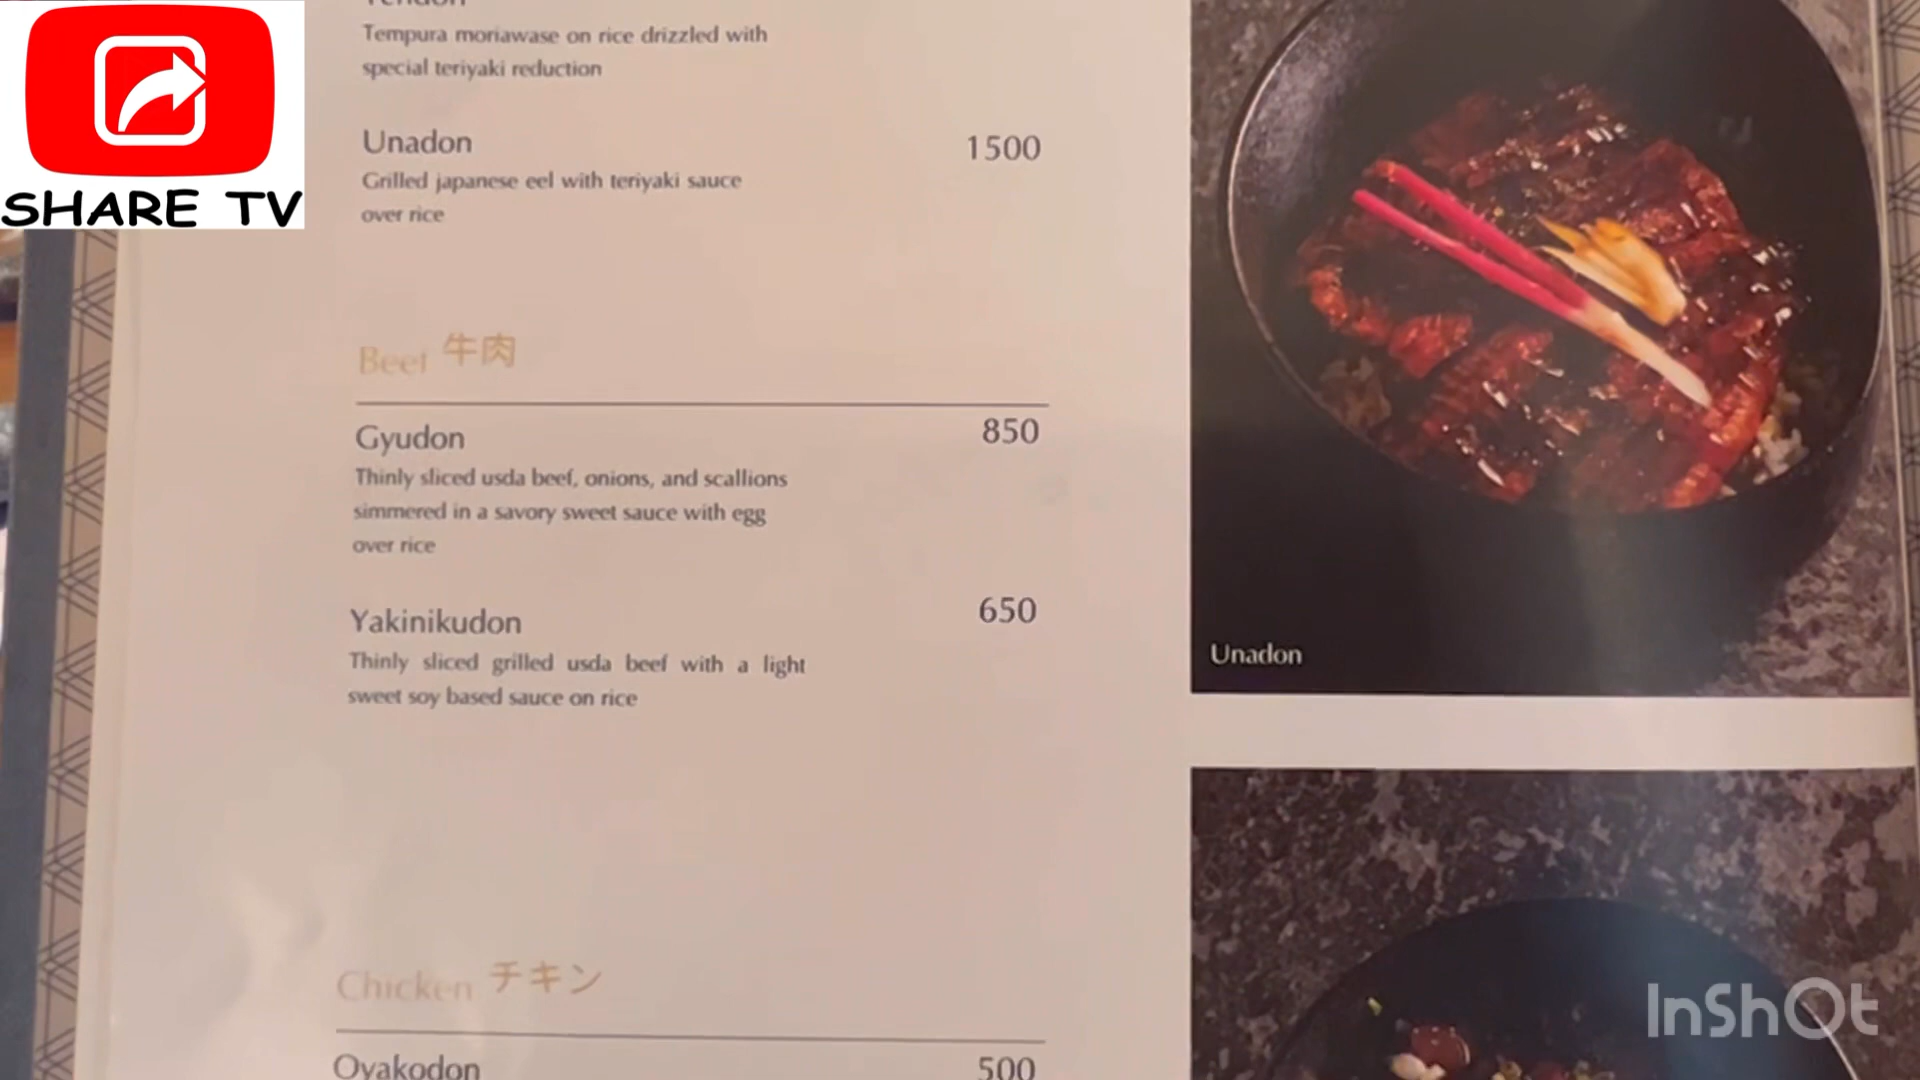 SHARE TV
Tendon
Tempura moriawase on rice drizzled with
special teriyaki reduction
Unadon 1500
Grilled japanese eel with teriyaki sauce
over rice
Beef 牛肉
Gyudon 850
Thinly sliced usda beef, onions, and scallions
simmered in a savory sweet sauce with egg
over rice
Yakinikudon 650
Thinly sliced grilled usda beef with a light
sweet soy based sauce on rice
Chicken チキン
Oyakodon 500
Unadon
InShOt